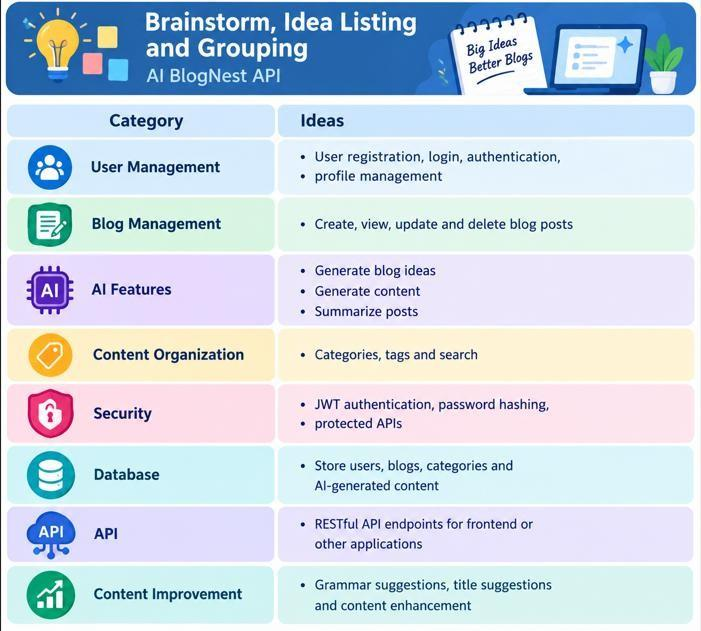 Brainstorm, Idea Listing
and Grouping
AI BlogNest API
Big Ideas
Better Blogs
Category
Ideas
User Management
• User registration, login, authentication,
• profile management
Blog Management
• Create, view, update and delete blog posts
AI
AI Features
• Generate blog ideas
• Generate content
• Summarize posts
Content Organization
• Categories, tags and search
Security
• JWT authentication, password hashing,
• protected APIs
Database
• Store users, blogs, categories and
AI-generated content
API
API
• RESTful API endpoints for frontend or
other applications
Content Improvement
• Grammar suggestions, title suggestions
and content enhancement